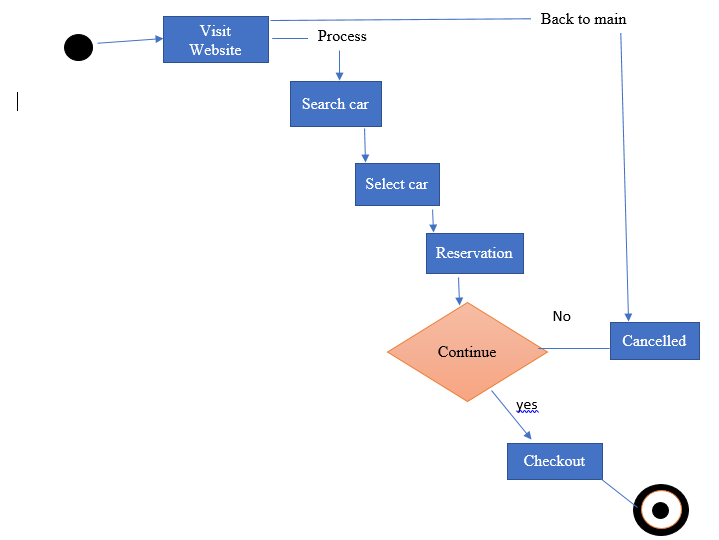 Visit
Website
Back to main
Process
Search car
Select car
Reservation
No
Cancelled
Continue
yes
Checkout